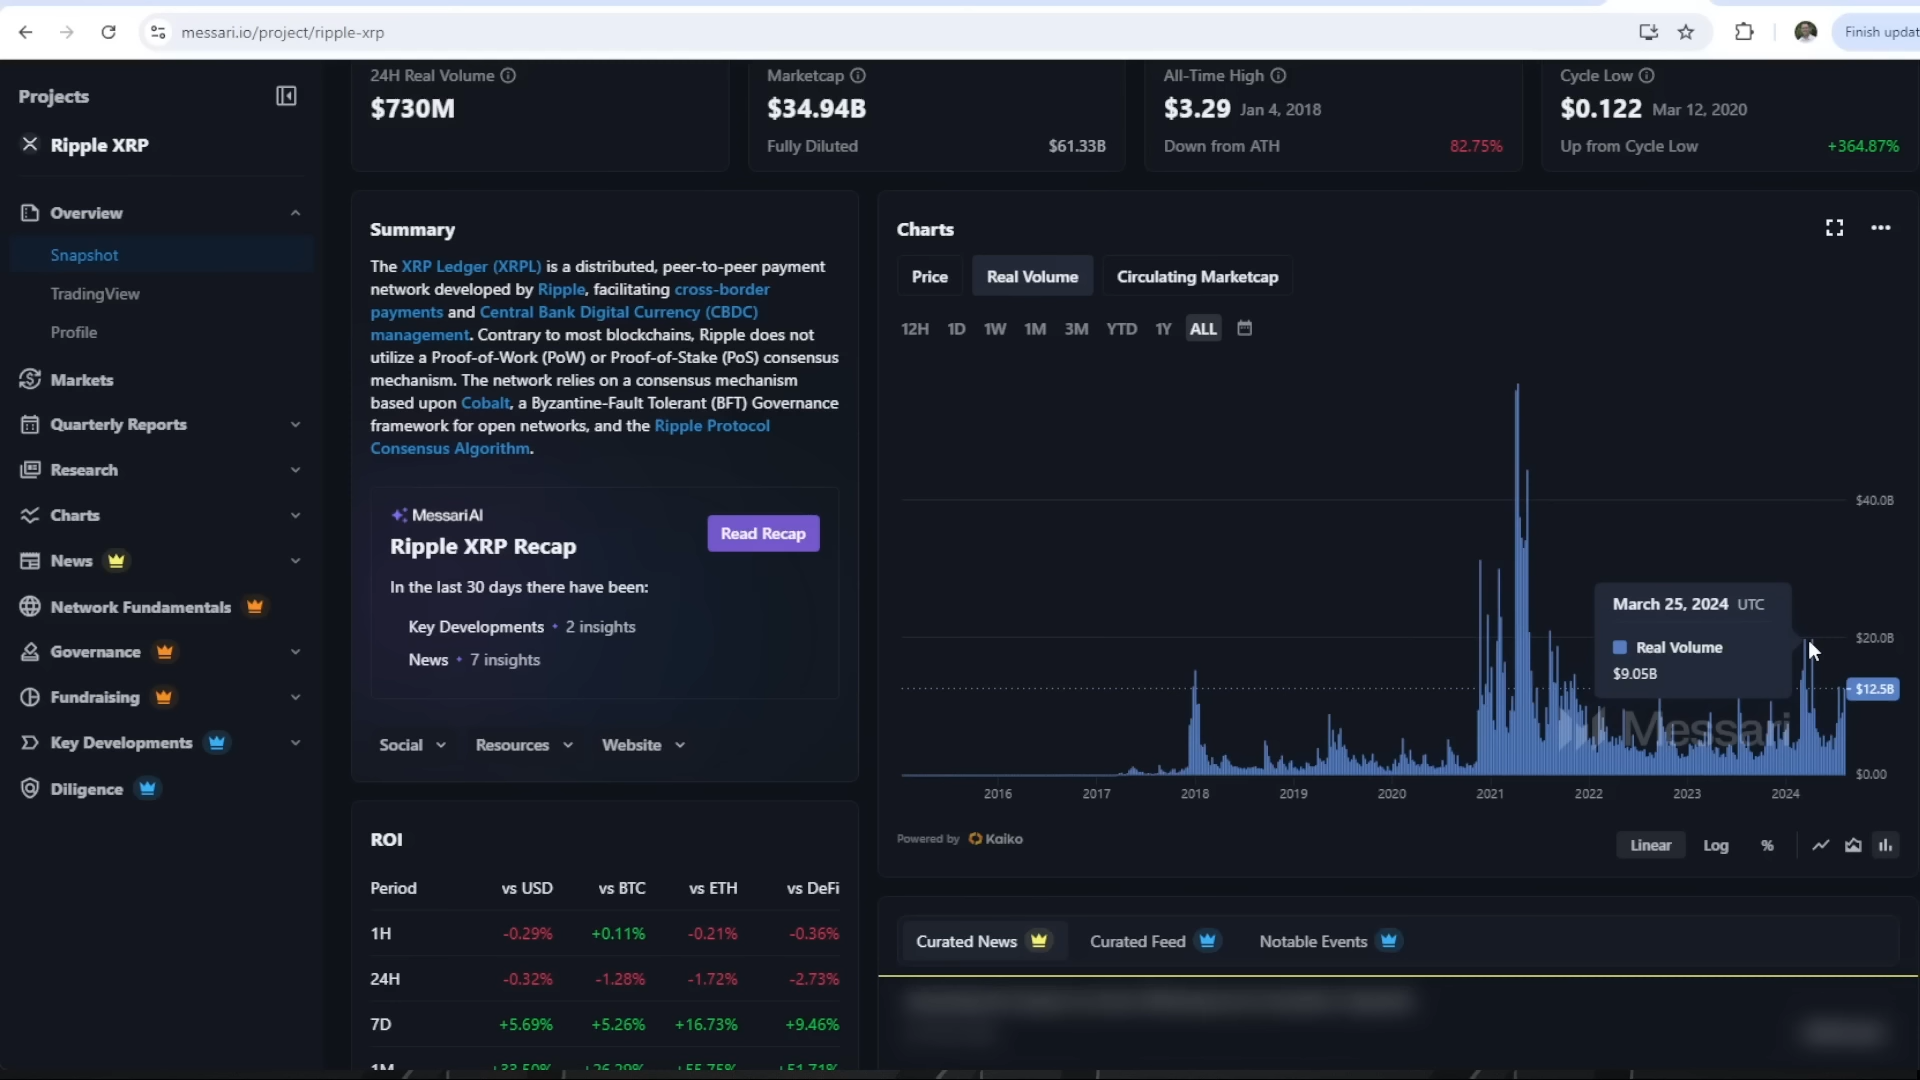 messari.io/project/ripple-xrp
Finish updat
Projects
Ripple XRP
Overview
Snapshot
TradingView
Profile
Markets
Quarterly Reports
Research
Charts
News
Network Fundamentals
Governance
Fundraising
Key Developments
Diligence
24H Real Volume
$730M
Marketcap
$34.94B
Fully Diluted $61.33B
All-Time High
$3.29 Jan 4, 2018
Down from ATH 82.75%
Cycle Low
$0.122 Mar 12, 2020
Up from Cycle Low +364.87%
Summary
The XRP Ledger (XRPL) is a distributed, peer-to-peer payment
network developed by Ripple, facilitating cross-border
payments and Central Bank Digital Currency (CBDC)
management. Contrary to most blockchains, Ripple does not
utilize a Proof-of-Work (PoW) or Proof-of-Stake (PoS) consensus
mechanism. The network relies on a consensus mechanism
based upon Cobalt, a Byzantine-Fault Tolerant (BFT) Governance
framework for open networks, and the Ripple Protocol
Consensus Algorithm.
MessariAI
Ripple XRP Recap
Read Recap
In the last 30 days there have been:
Key Developments • 2 insights
News • 7 insights
Social Resources Website
ROI
Period vs USD vs BTC vs ETH vs DeFi
1H -0.29% +0.11% -0.21% -0.36%
24H -0.32% -1.28% -1.72% -2.73%
7D +5.69% +5.26% +16.73% +9.46%
1M +33.50% +26.29% +55.75% +51.71%
Charts
Price Real Volume Circulating Marketcap
12H 1D 1W 1M 3M YTD 1Y ALL
$40.0B
$20.0B
$12.5B
$0.00
March 25, 2024 UTC
Real Volume
$9.05B
Messari
2016 2017 2018 2019 2020 2021 2022 2023 2024
Powered by Kaiko
Linear Log %
Curated News Curated Feed Notable Events